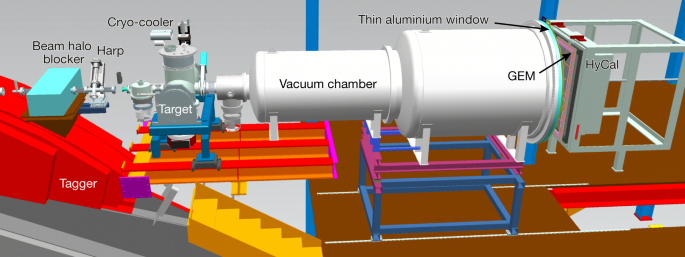 Cryo-cooler
Thin aluminium window
Beam halo
blocker
Harp
HyCal
GEM
Vacuum chamber
Target
Tagger